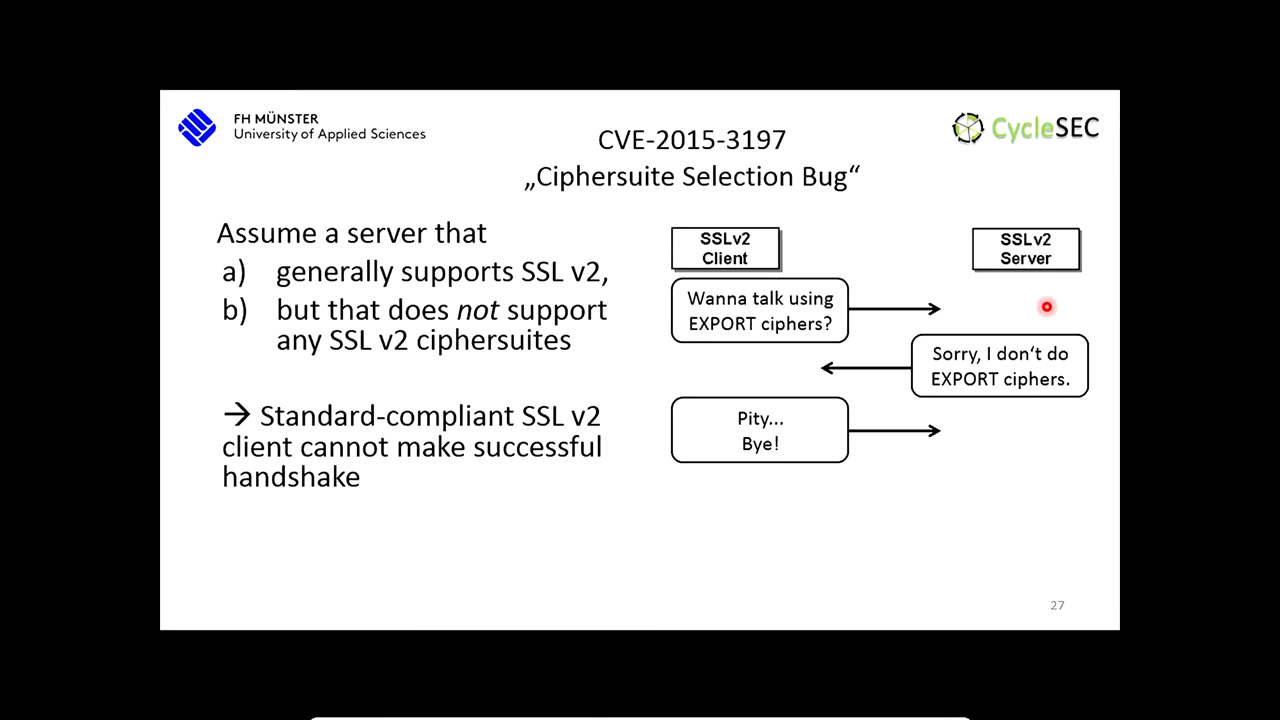 FH MÜNSTER
University of Applied Sciences
CycleSEC
CVE-2015-3197
„Ciphersuite Selection Bug“
Assume a server that
a) generally supports SSL v2,
b) but that does not support
any SSL v2 ciphersuites
→ Standard-compliant SSL v2
client cannot make successful
handshake
SSLv2
Client
SSLv2
Server
Wanna talk using
EXPORT ciphers?
Sorry, I don‘t do
EXPORT ciphers.
Pity...
Bye!
27